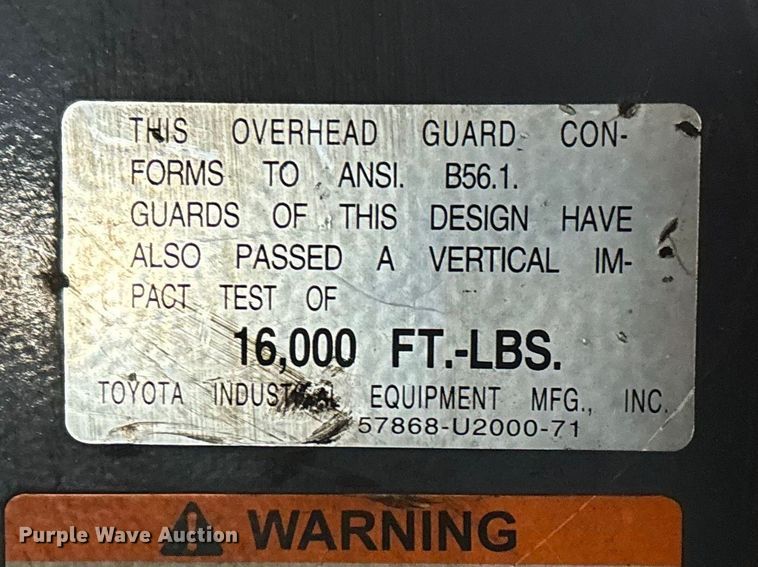 THIS OVERHEAD GUARD CON-
FORMS TO ANSI. B56.1.
GUARDS OF THIS DESIGN HAVE
ALSO PASSED A VERTICAL IM-
PACT TEST OF
16,000 FT.-LBS.
TOYOTA INDUSTRIAL EQUIPMENT MFG., INC.
57868-U2000-71
WARNING
Purple Wave Auction